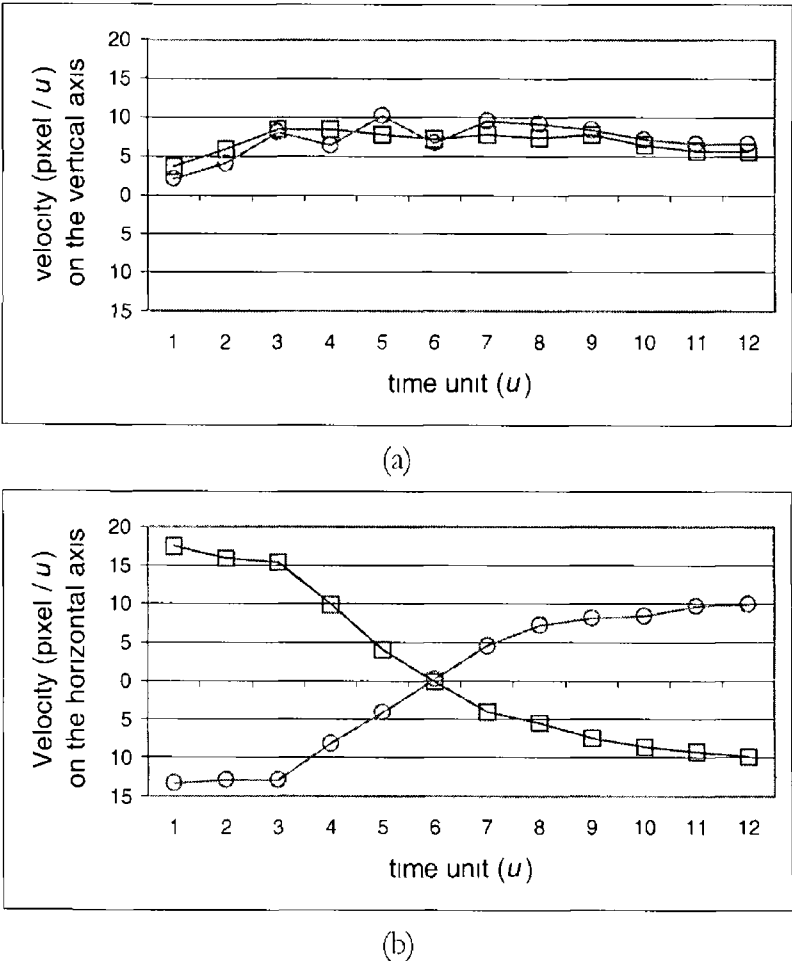 velocity (pixel / u)
on the vertical axis
20
15
10
5
0
5
10
15
1 2 3 4 5 6 7 8 9 10 11 12
time unit (u)
(a)
Velocity (pixel / u)
on the horizontal axis
20
15
10
5
0
5
10
15
1 2 3 4 5 6 7 8 9 10 11 12
time unit (u)
(b)